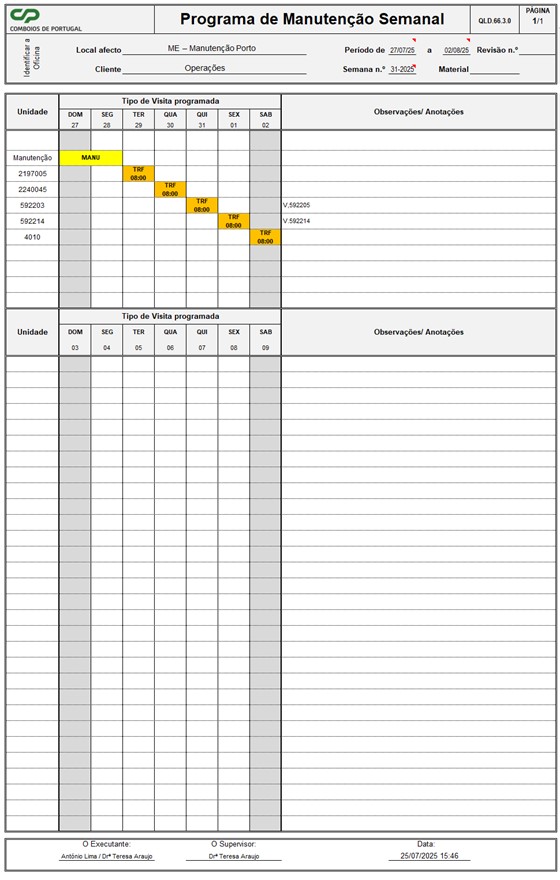 CP
COMBOIOS DE PORTUGAL
Programa de Manutenção Semanal
QLD.66.3.0
PÁGINA
1/1
Identificar a
Oficina
Local afecto ME – Manutenção Porto Periodo de 27/07/25 a 02/08/25 Revisão n.º
Cliente Operações Semana n.º 31-2025 Material
Unidade Tipo de Visita programada Observações/ Anotações
DOM SEG TER QUA QUI SEX SAB
27 28 29 30 31 01 02
Manutenção MANU
2197005 TRF 08:00
2240045 TRF 08:00
592203 TRF 08:00 V,592205
592214 TRF 08:00 V.592214
4010 TRF 08:00
Unidade Tipo de Visita programada Observações/ Anotações
DOM SEG TER QUA QUI SEX SAB
03 04 05 06 07 08 09
O Executante: O Supervisor: Data:
António Lima / Drª Teresa Araujo Drª Teresa Araujo 25/07/2025 15:46